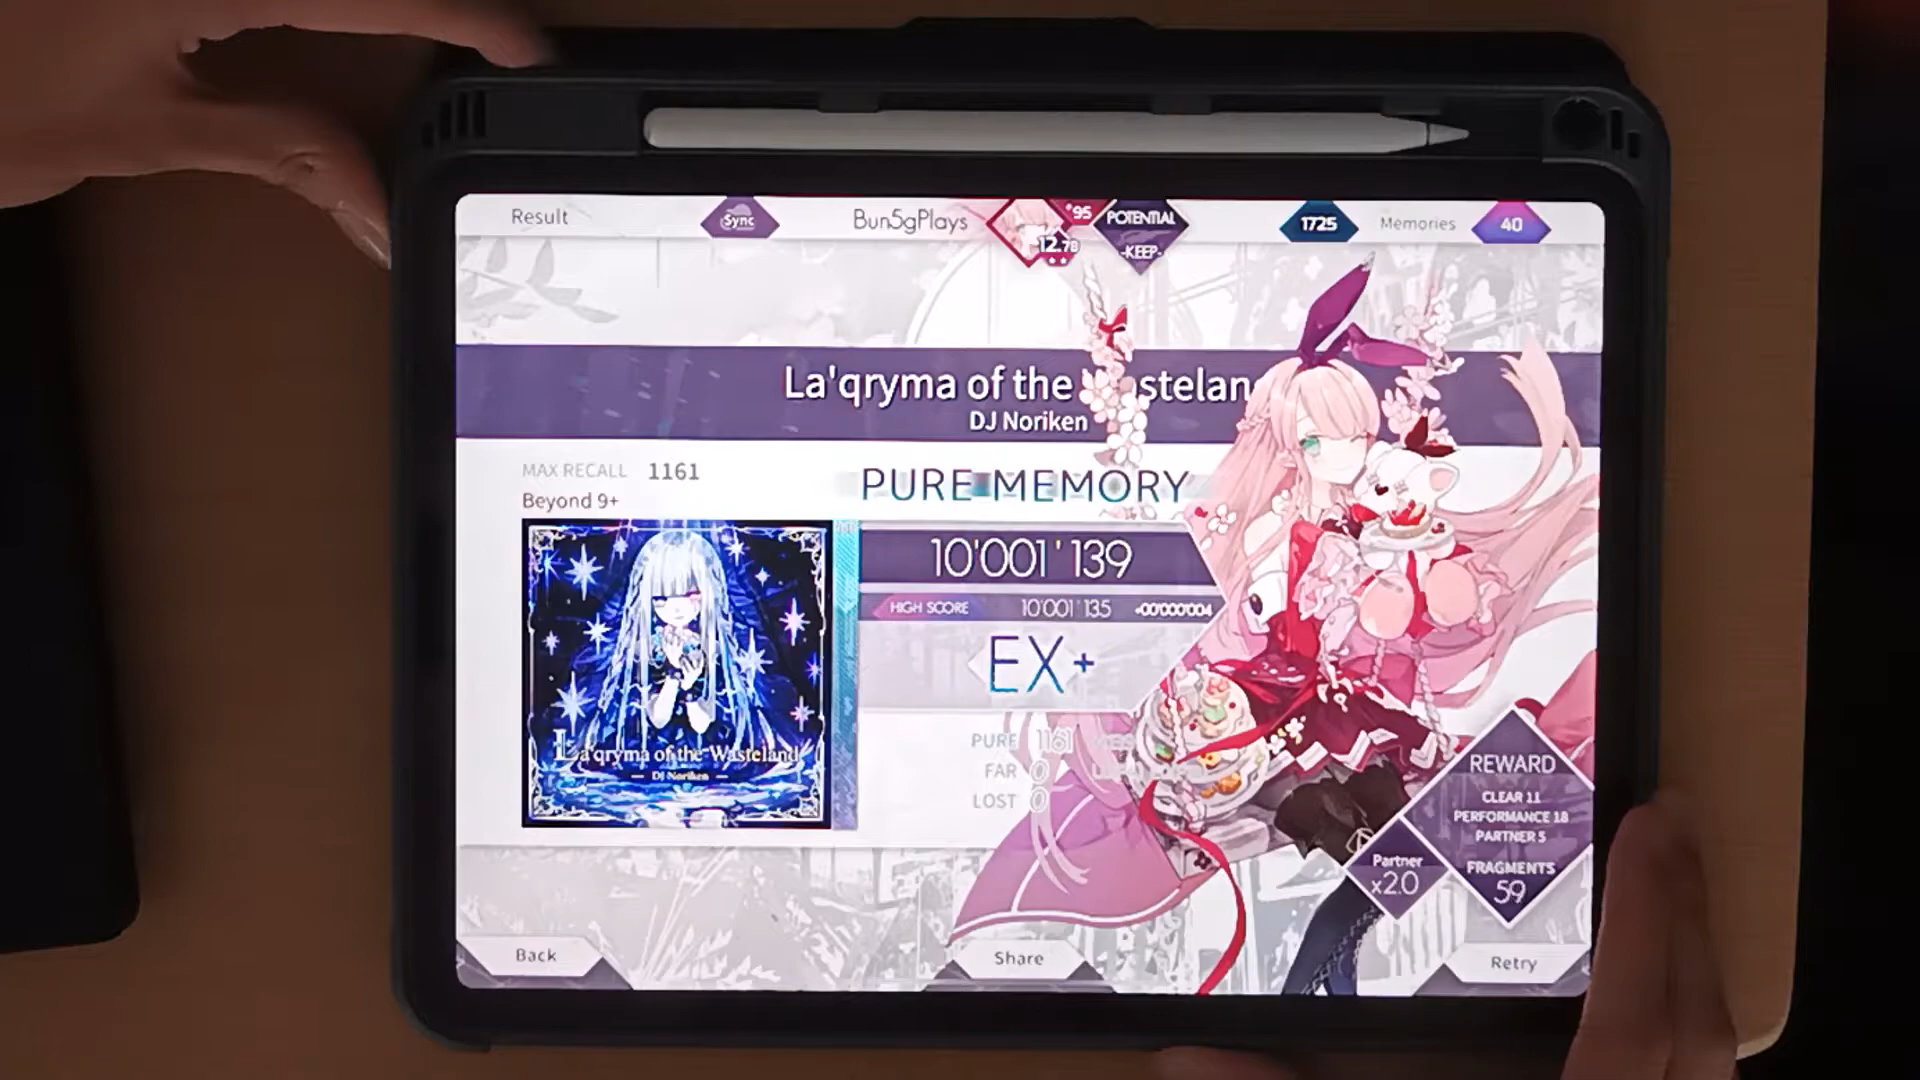 Result
Sync
Bun5gPlays
*95
12.78
POTENTIAL
-KEEP-
1725
Memories
40
La'qryma of the
stelan
DJ Noriken
MAX RECALL 1161
Beyond 9+
PURE MEMORY
10'001'139
HIGH SCORE 10'001'135 +00'000'004
EX+
La'qryma of the Wasteland
— DJ Noriken —
PURE 1161
FAR 0
LOST 0
REWARD
CLEAR 11
PERFORMANCE 18
PARTNER 5
FRAGMENTS
59
Partner
x2.0
Back
Share
Retry